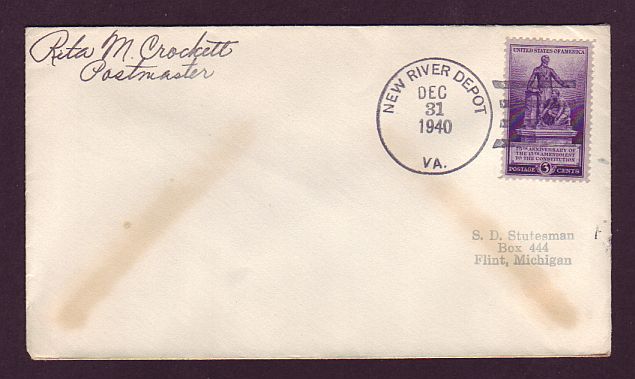 Rita M. Crockett
Postmaster
NEW RIVER DEPOT
DEC
31
1940
VA.
UNITED STATES OF AMERICA
75TH ANNIVERSARY OF
THE 13TH AMENDMENT
TO THE CONSTITUTION
POSTAGE 3 CENTS
S. D. Stutesman
Box 444
Flint, Michigan